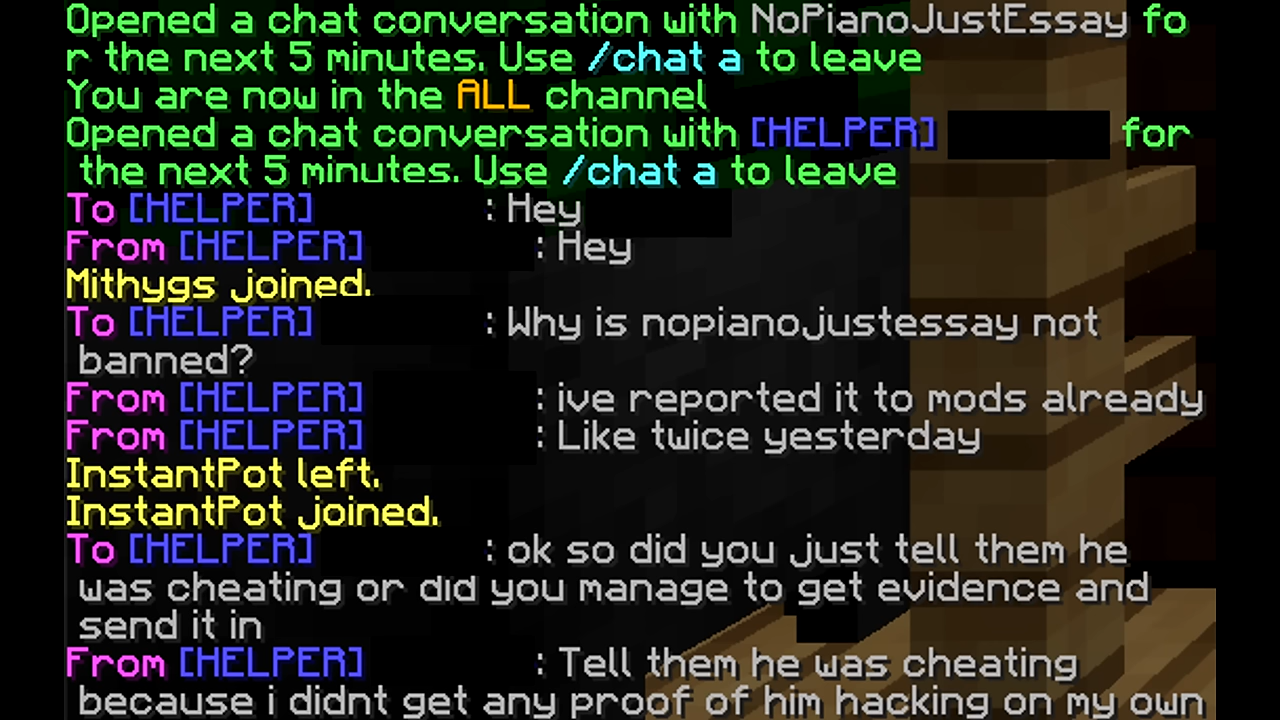 Opened a chat conversation with NoPianoJustEssay fo
r the next 5 minutes. Use /chat a to leave
You are now in the ALL channel
Opened a chat conversation with [HELPER] for
the next 5 minutes. Use /chat a to leave
To [HELPER] : Hey
From [HELPER] : Hey
Mithygs joined.
To [HELPER] : Why is nopianojustessay not
banned?
From [HELPER] : ive reported it to mods already
From [HELPER] : Like twice yesterday
InstantPot left.
InstantPot joined.
To [HELPER] : ok so did you just tell them he
was cheating or did you manage to get evidence and
send it in
From [HELPER] : Tell them he was cheating
because i didnt get any proof of him hacking on my own